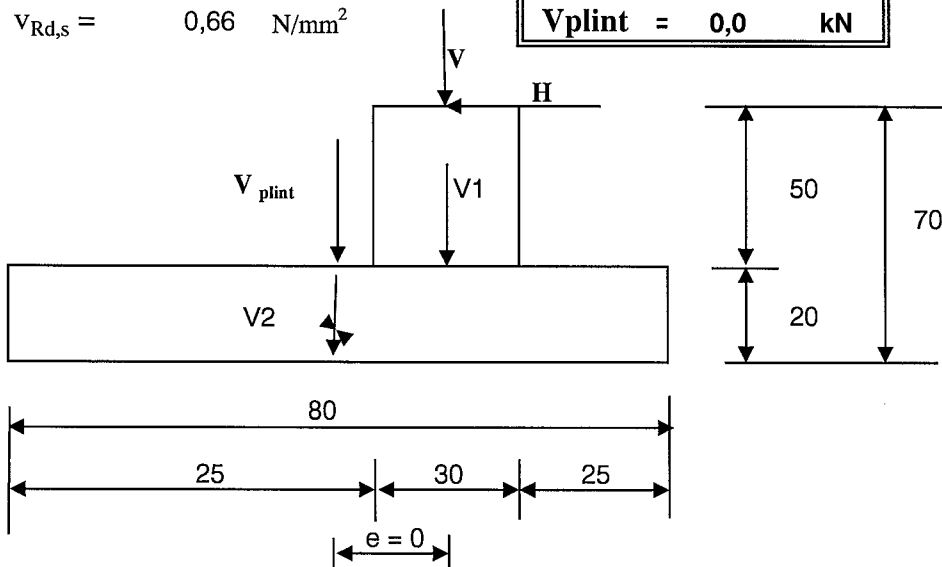 v_Rd,s = 0,66 N/mm²
Vplint = 0,0 kN
V
H
V plint
V1
50
70
V2
20
80
25 30 25
e = 0